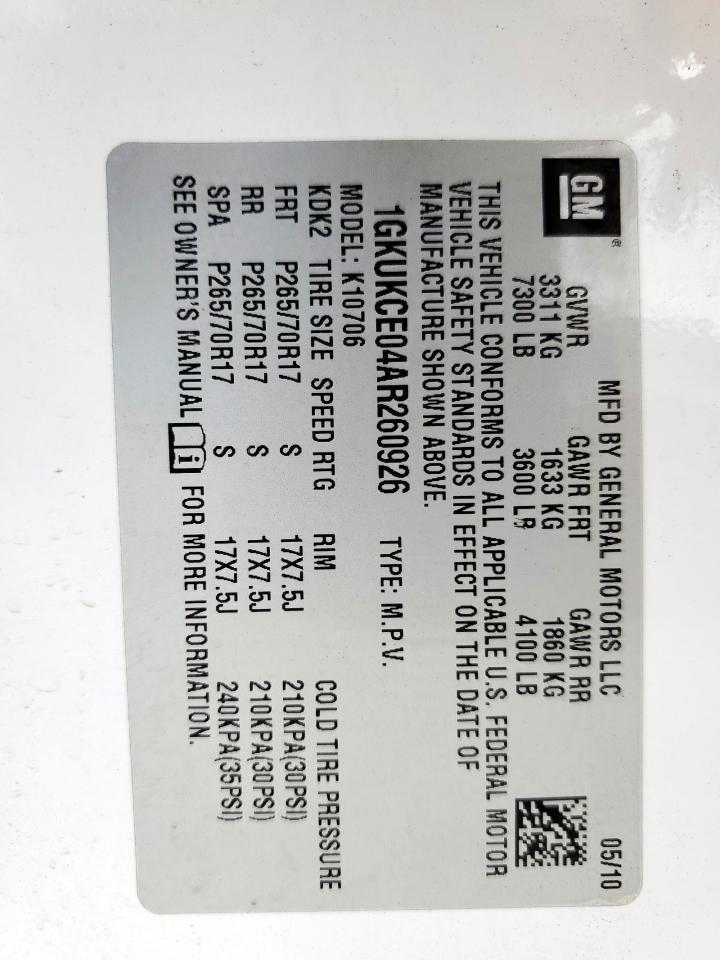 GM®
MFD BY GENERAL MOTORS LLC 05/10
GVWR GAWR FRT GAWR RR
3311 KG 1633 KG 1860 KG
7300 LB 3600 LB 4100 LB
THIS VEHICLE CONFORMS TO ALL APPLICABLE U.S. FEDERAL MOTOR
VEHICLE SAFETY STANDARDS IN EFFECT ON THE DATE OF
MANUFACTURE SHOWN ABOVE.
1GKUKCE04AR260926 TYPE: M.P.V.
MODEL: K10706
KDK2 TIRE SIZE SPEED RTG RIM COLD TIRE PRESSURE
FRT P265/70R17 S 17X7.5J 210KPA(30PSI)
RR P265/70R17 S 17X7.5J 210KPA(30PSI)
SPA P265/70R17 S 17X7.5J 240KPA(35PSI)
SEE OWNER'S MANUAL i FOR MORE INFORMATION.